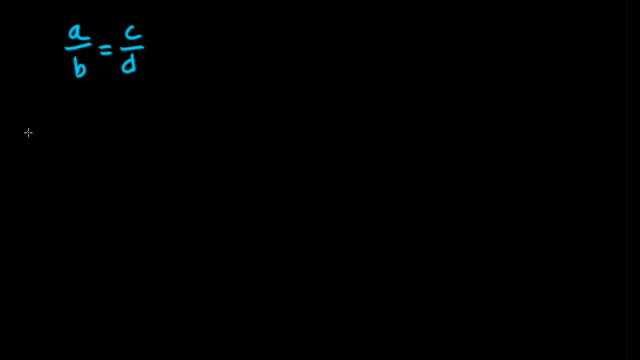 a/b = c/d